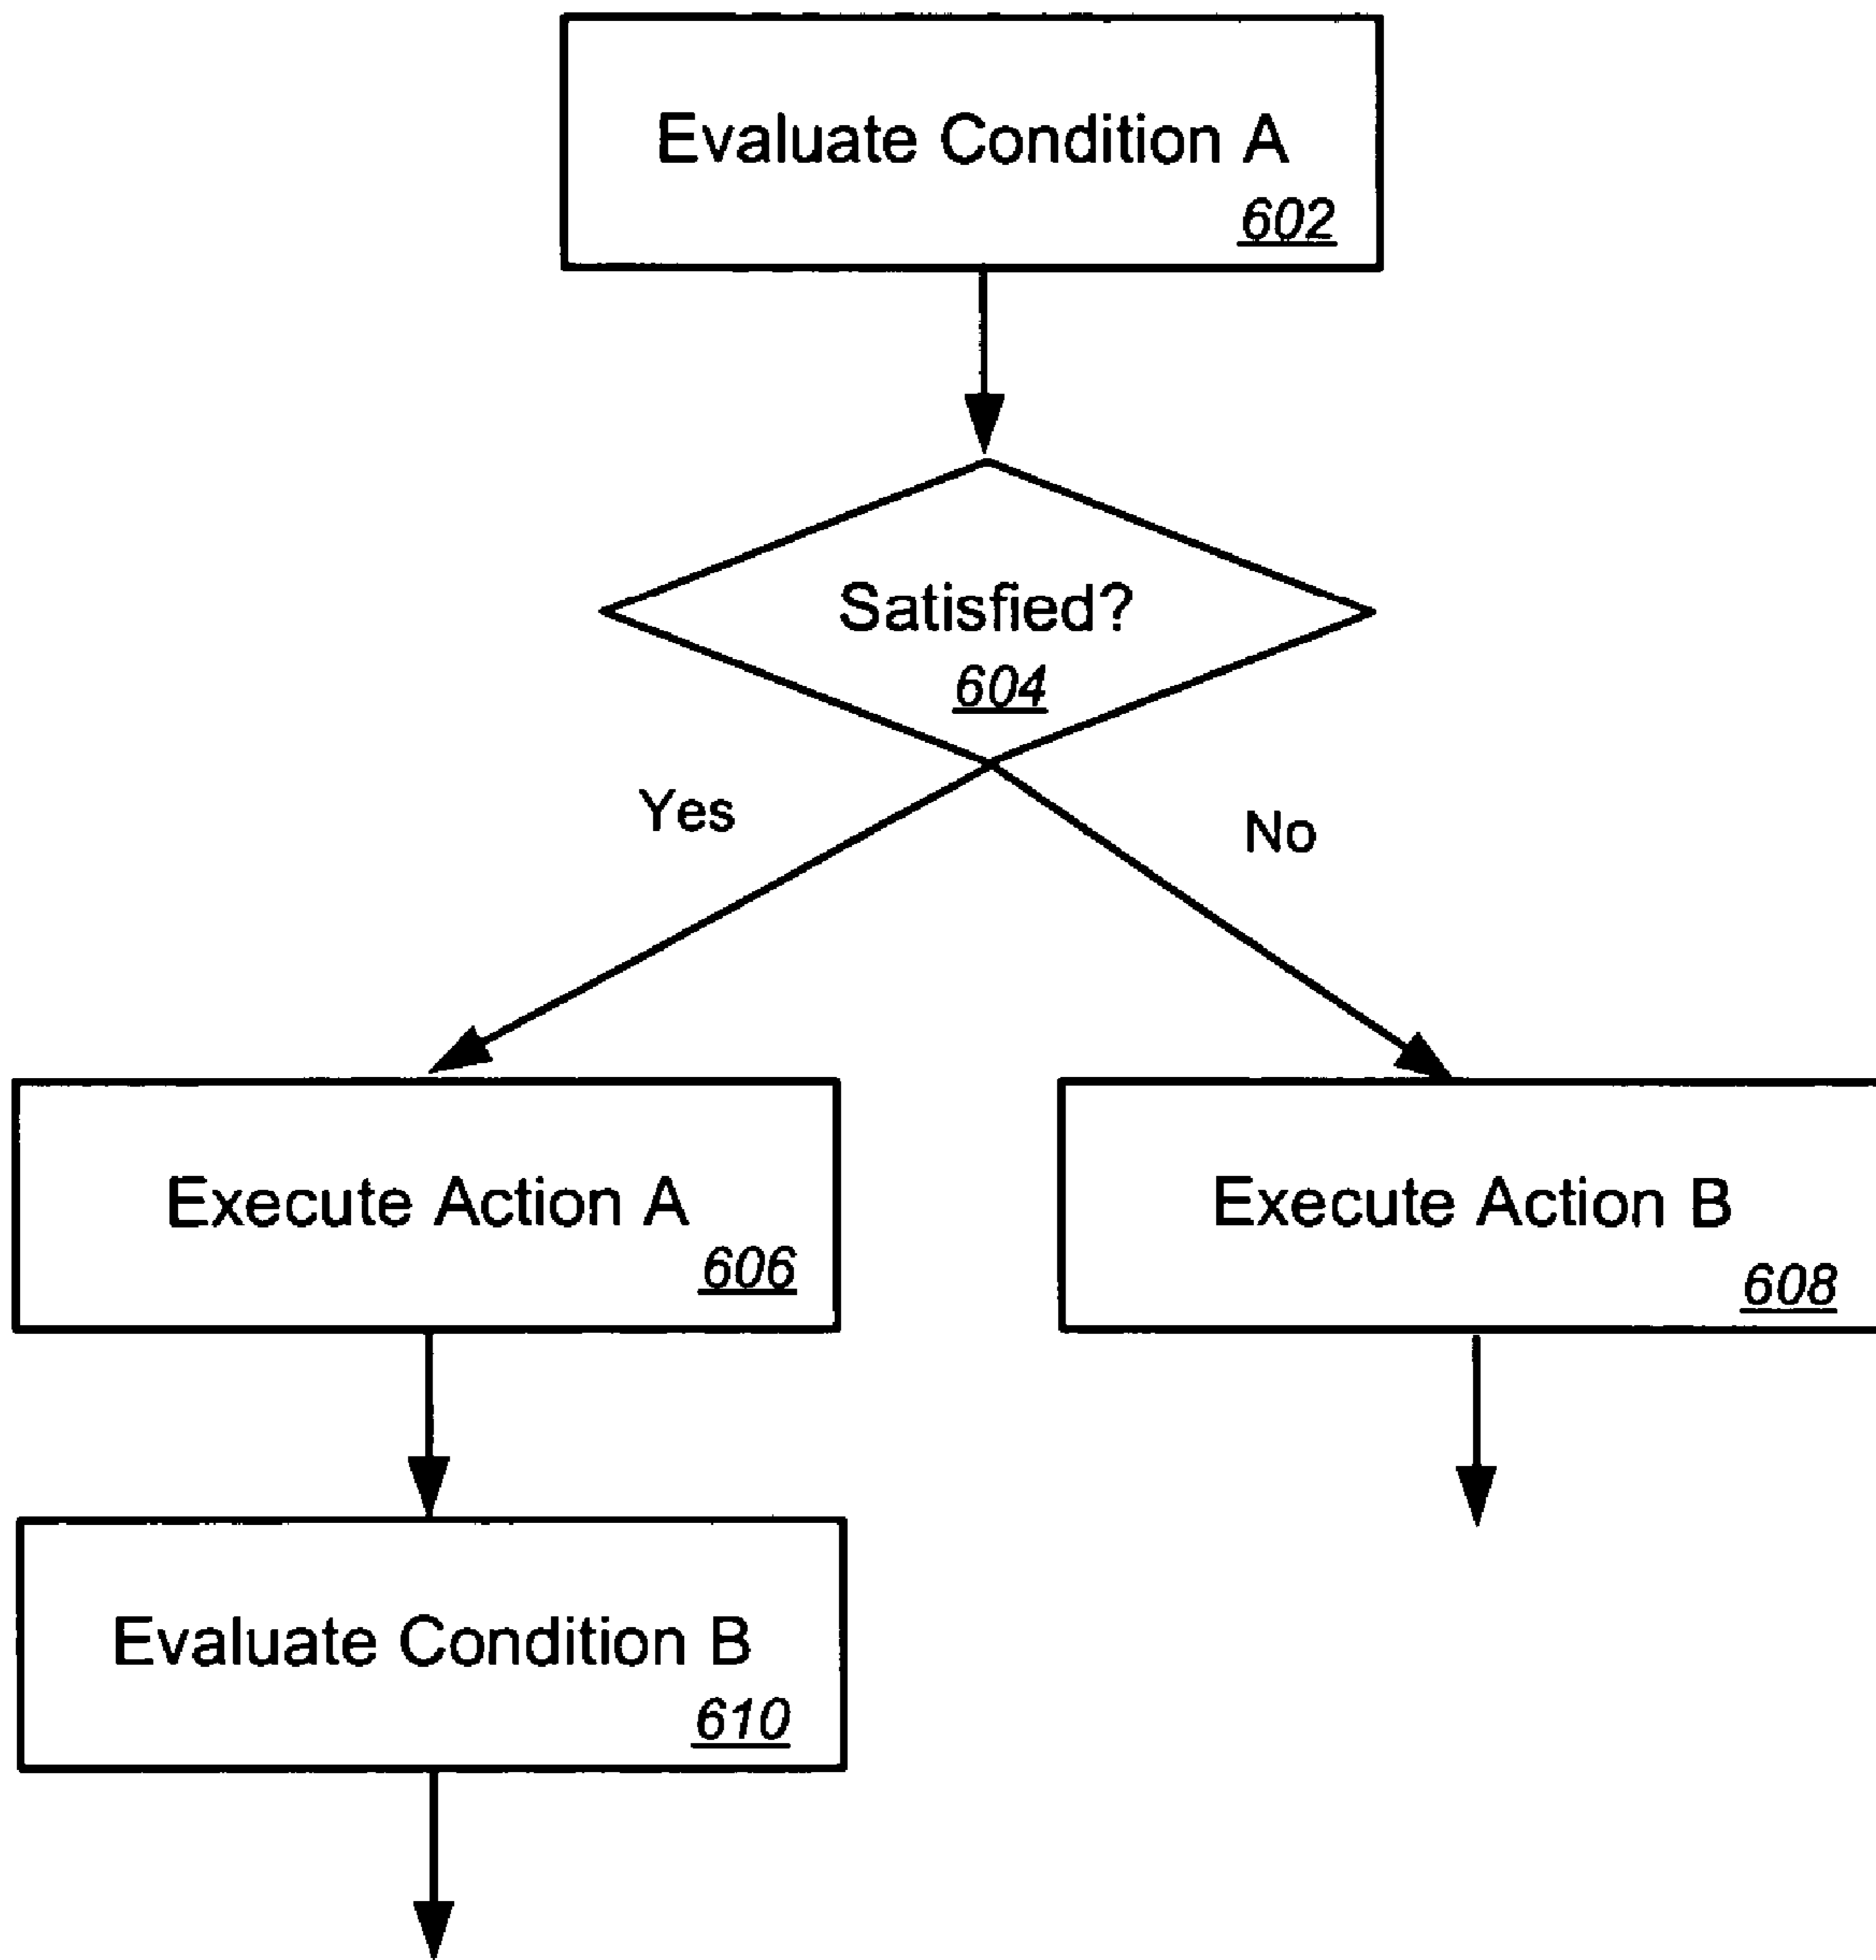 Evaluate Condition A
602
Satisfied?
604
Yes
No
Execute Action A
606
Execute Action B
608
Evaluate Condition B
610